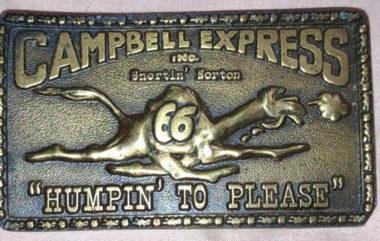 CAMPBELL EXPRESS
INC.
Snortin' Norton
66
"HUMPIN' TO PLEASE"